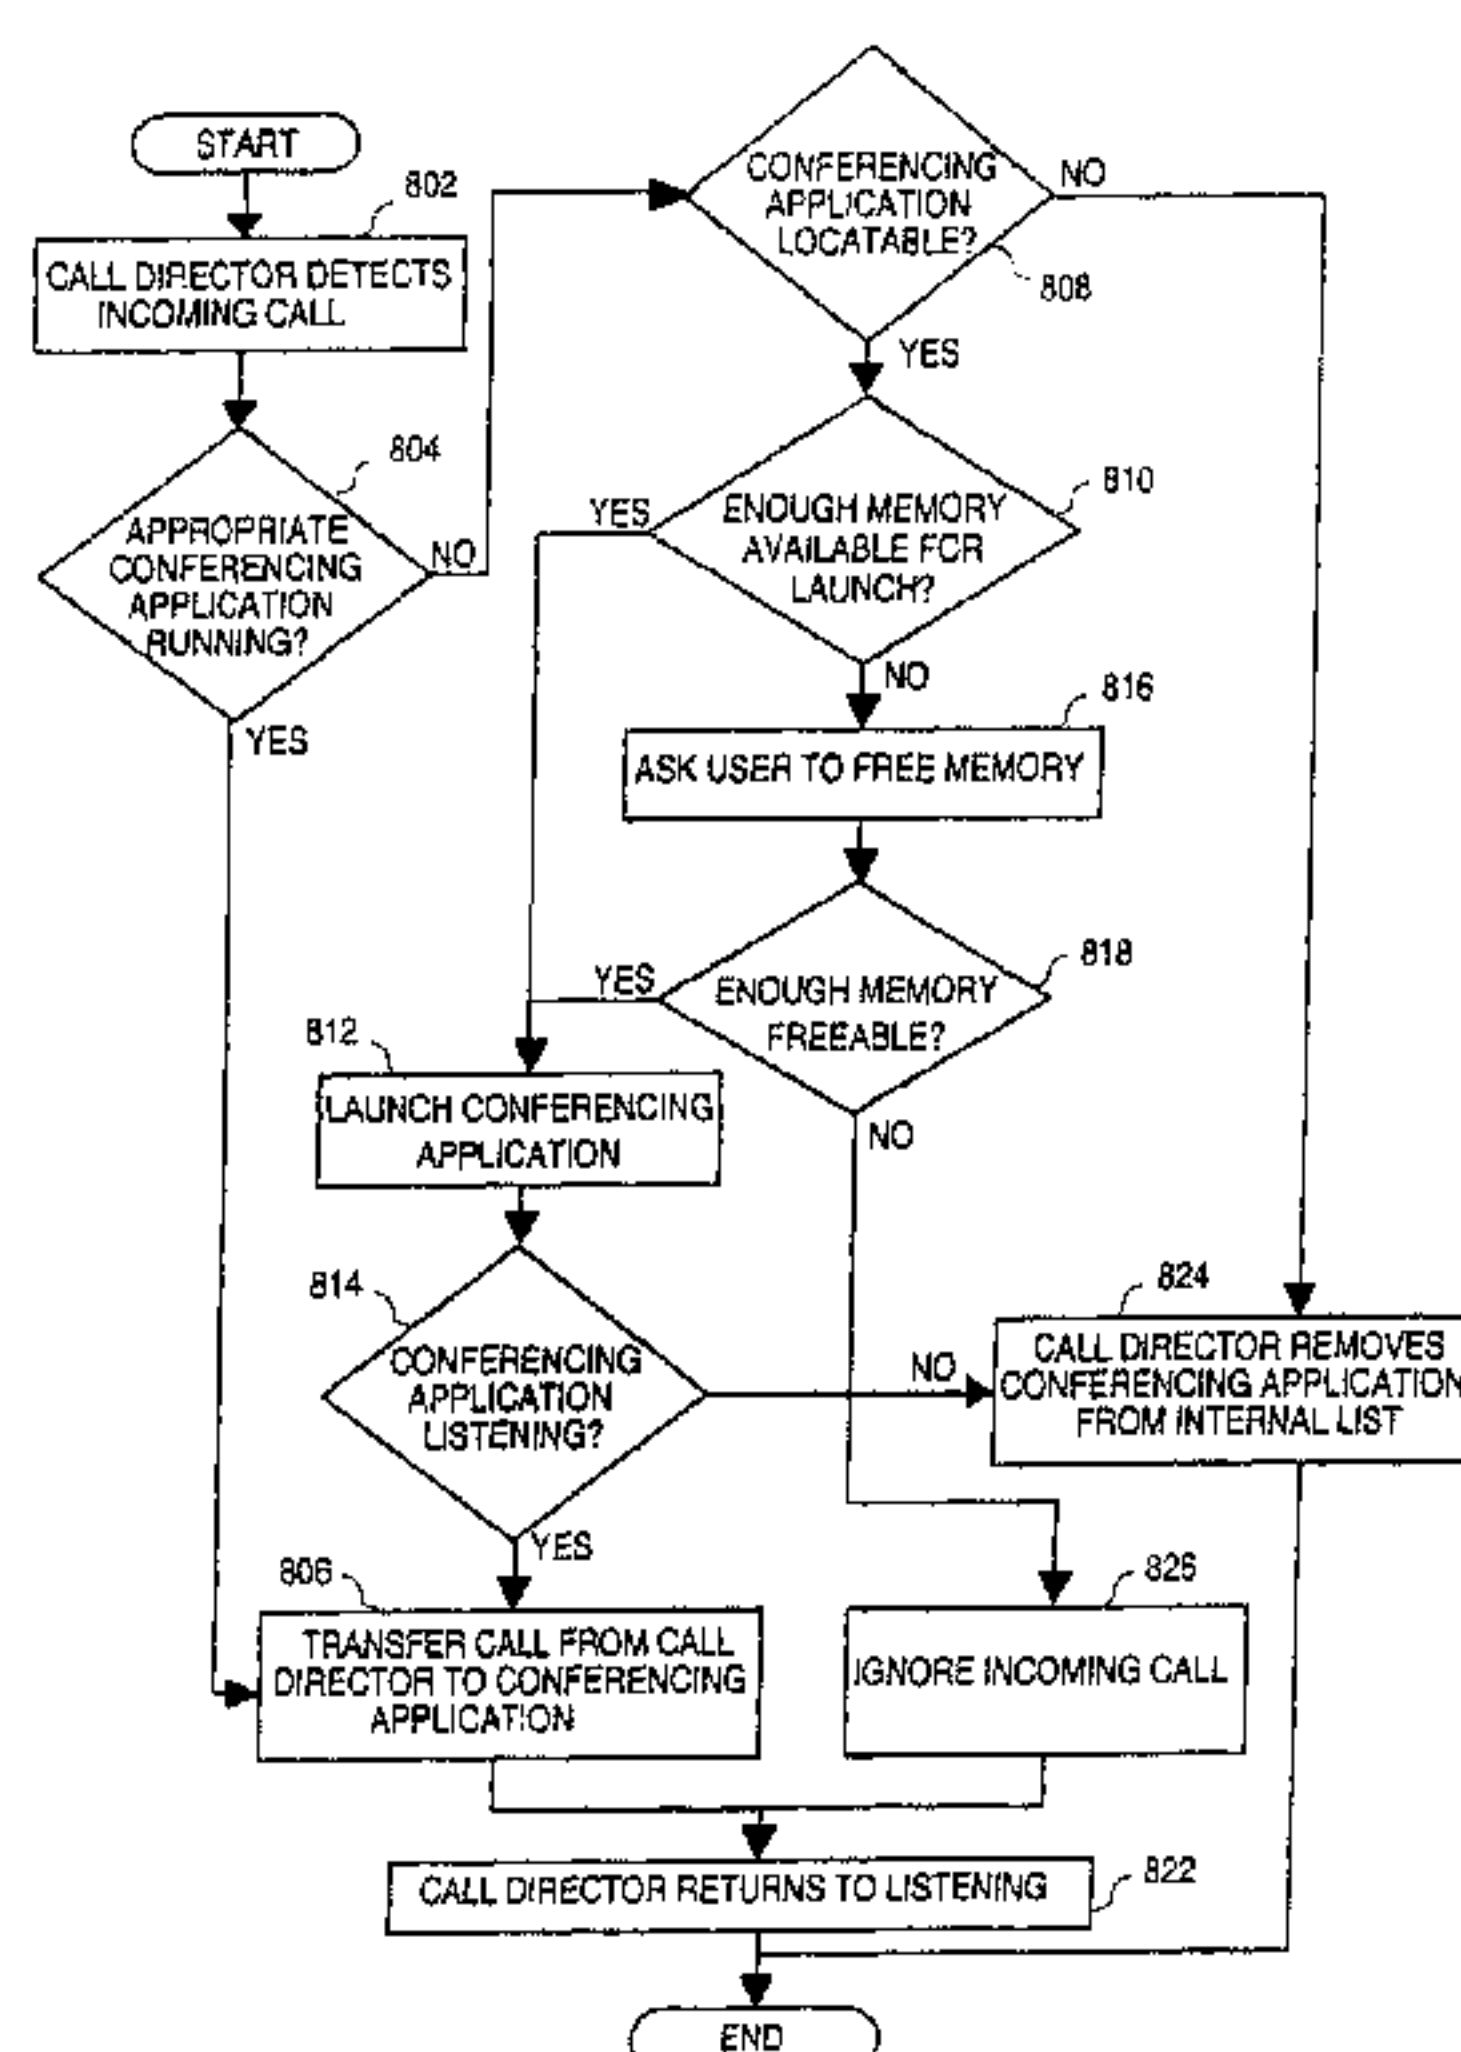 START
802
CALL DIRECTOR DETECTS
INCOMING CALL
804
APPROPRIATE
CONFERENCING
APPLICATION
RUNNING?
NO
YES
CONFERENCING
APPLICATION
LOCATABLE?
NO
808
YES
810
ENOUGH MEMORY
AVAILABLE FOR
LAUNCH?
YES
NO
816
ASK USER TO FREE MEMORY
818
ENOUGH MEMORY
FREEABLE?
YES
NO
812
LAUNCH CONFERENCING
APPLICATION
814
CONFERENCING
APPLICATION
LISTENING?
NO
YES
824
CALL DIRECTOR REMOVES
CONFERENCING APPLICATION
FROM INTERNAL LIST
806
TRANSFER CALL FROM CALL
DIRECTOR TO CONFERENCING
APPLICATION
826
IGNORE INCOMING CALL
CALL DIRECTOR RETURNS TO LISTENING
822
END